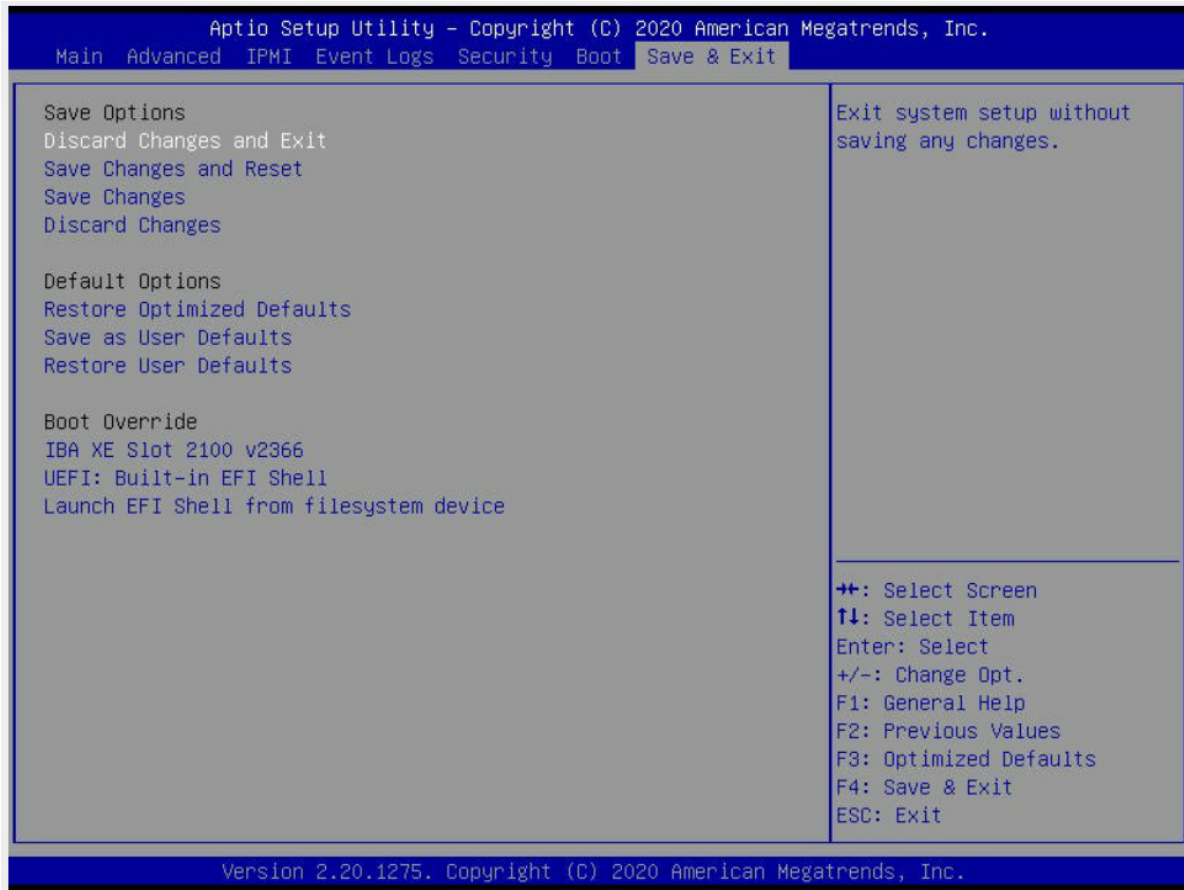 Aptio Setup Utility – Copyright (C) 2020 American Megatrends, Inc.
Main Advanced IPMI Event Logs Security Boot Save & Exit
Save Options
Discard Changes and Exit
Save Changes and Reset
Save Changes
Discard Changes
Default Options
Restore Optimized Defaults
Save as User Defaults
Restore User Defaults
Boot Override
IBA XE Slot 2100 v2366
UEFI: Built-in EFI Shell
Launch EFI Shell from filesystem device
Exit system setup without
saving any changes.
→←: Select Screen
↑↓: Select Item
Enter: Select
+/-: Change Opt.
F1: General Help
F2: Previous Values
F3: Optimized Defaults
F4: Save & Exit
ESC: Exit
Version 2.20.1275. Copyright (C) 2020 American Megatrends, Inc.